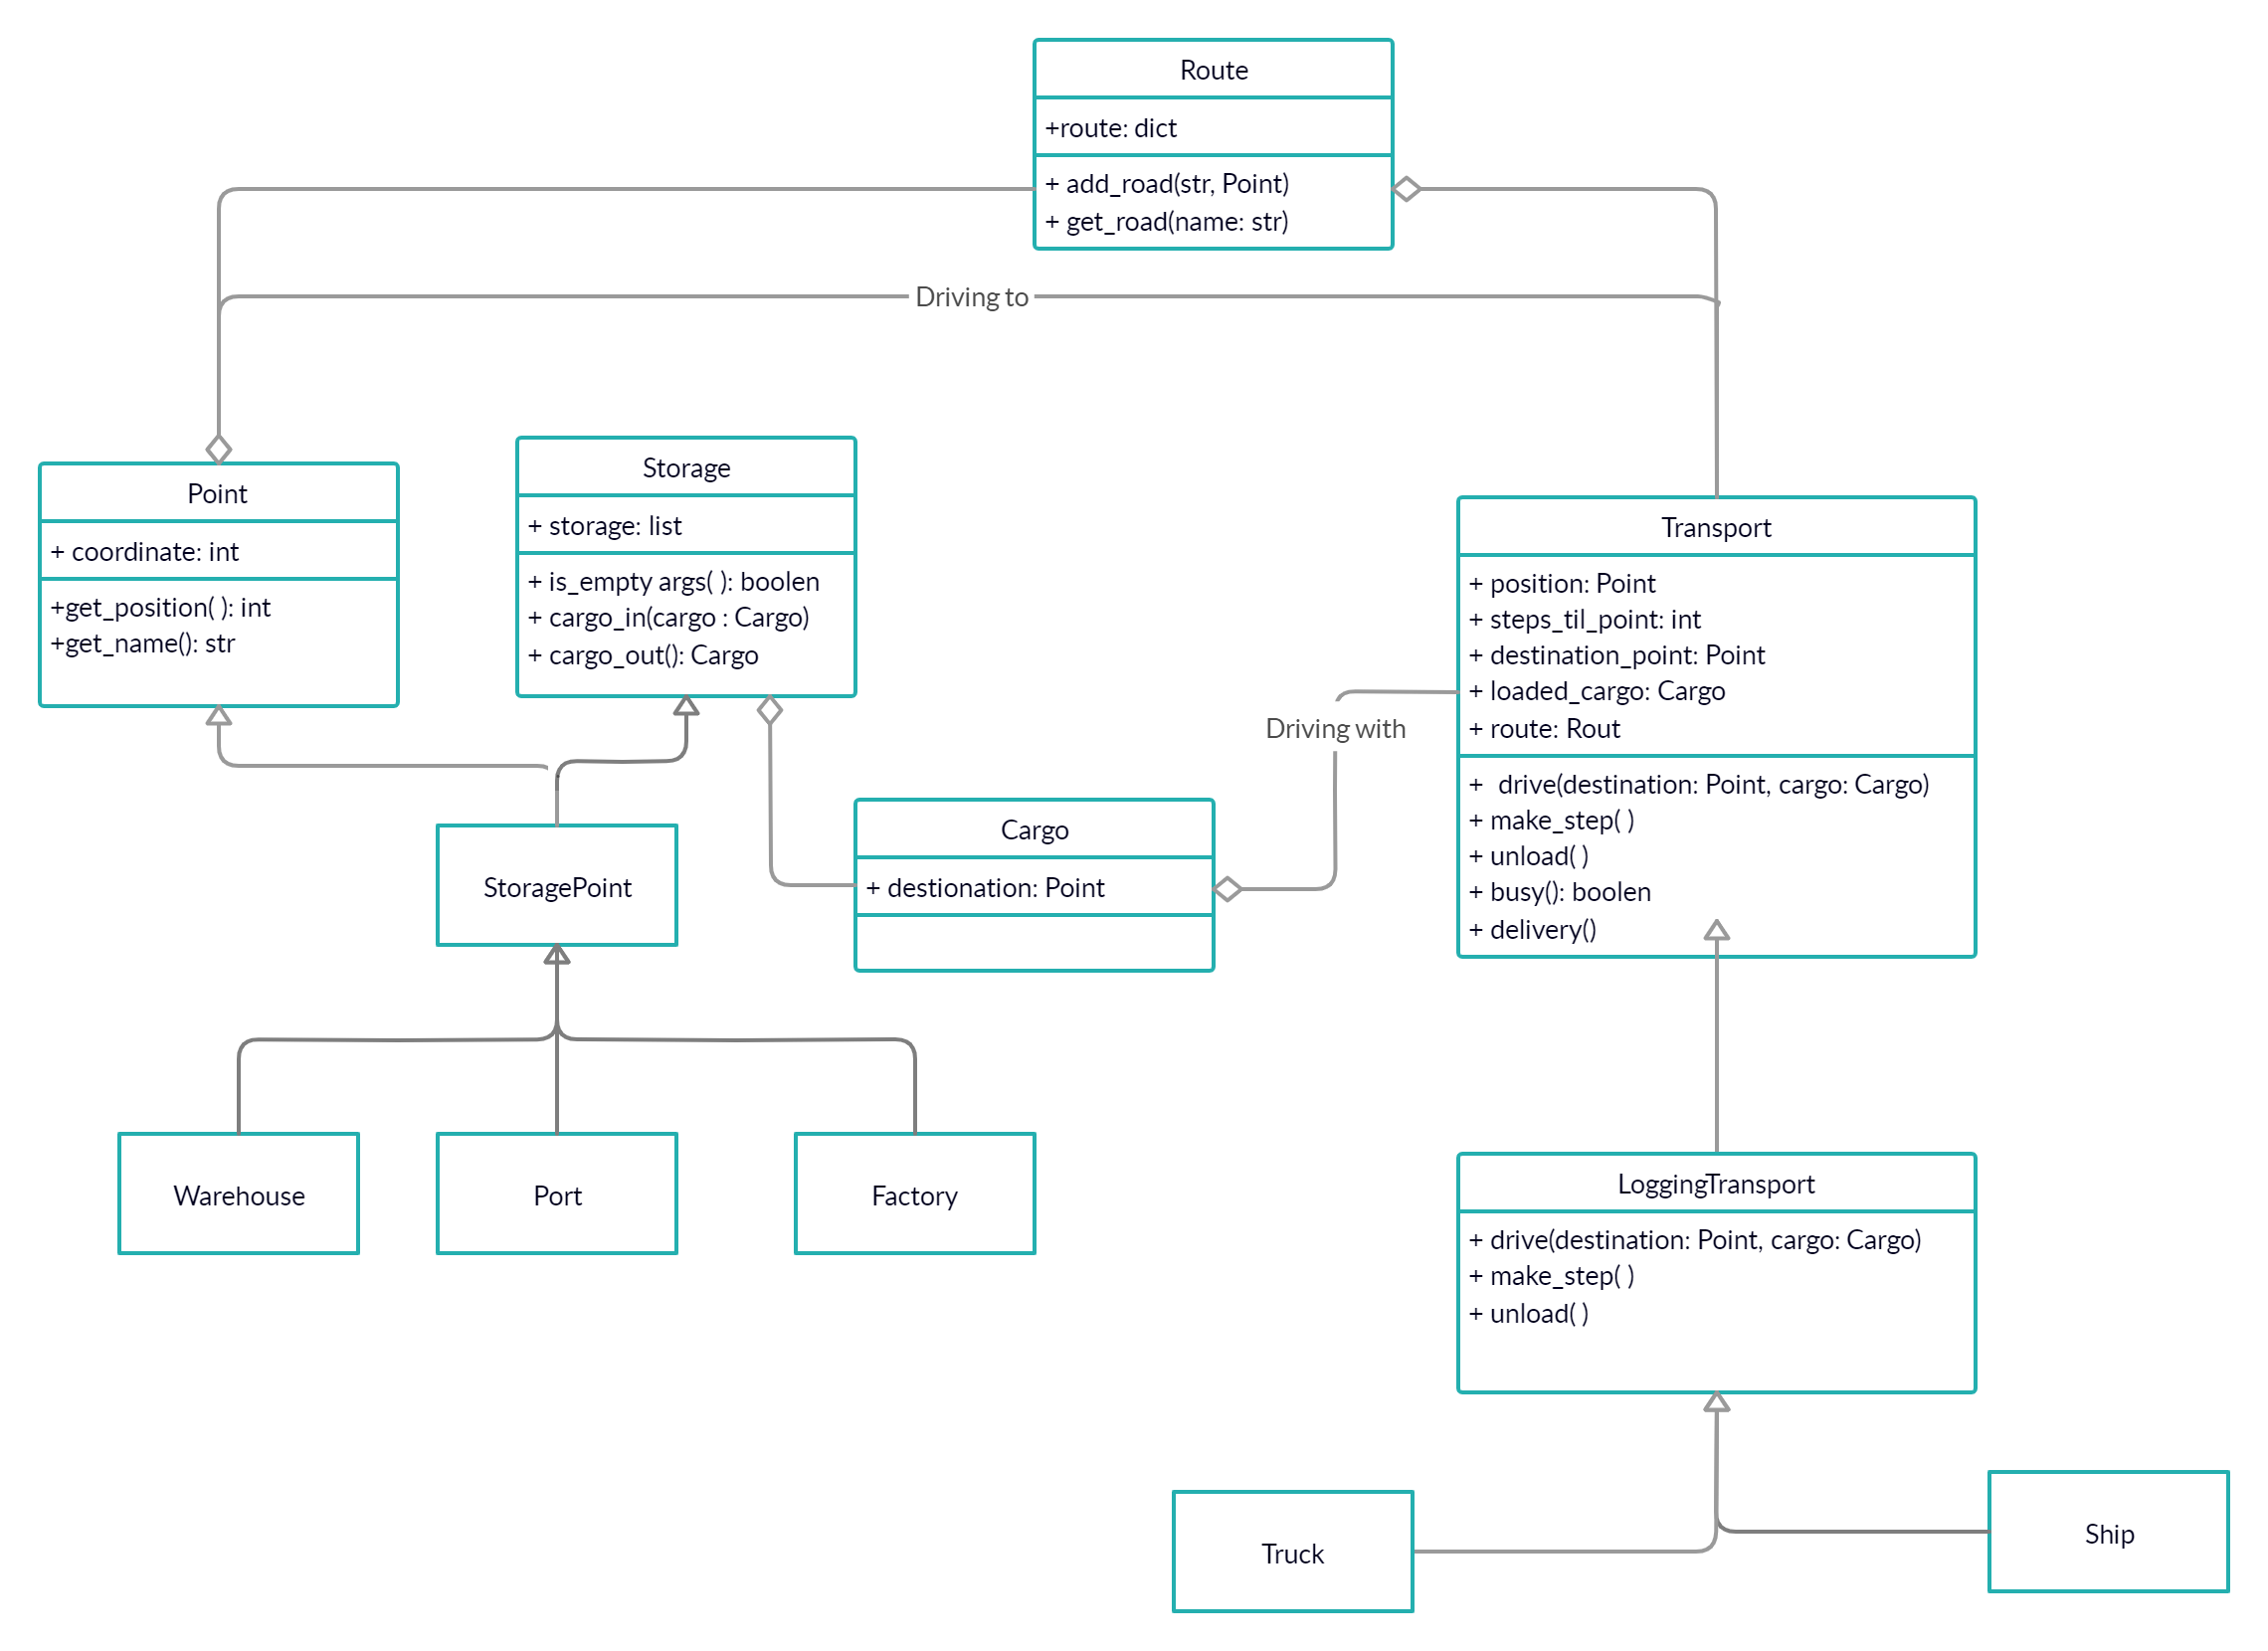 Route
+route: dict
+ add_road(str, Point)
+ get_road(name: str)
Driving to
Point
+ coordinate: int
+get_position( ): int
+get_name(): str
Storage
+ storage: list
+ is_empty args( ): boolen
+ cargo_in(cargo : Cargo)
+ cargo_out(): Cargo
Transport
+ position: Point
+ steps_til_point: int
+ destination_point: Point
+ loaded_cargo: Cargo
+ route: Rout
+  drive(destination: Point, cargo: Cargo)
+ make_step( )
+ unload( )
+ busy(): boolen
+ delivery()
Driving with
Cargo
+ destionation: Point
StoragePoint
Warehouse
Port
Factory
LoggingTransport
+ drive(destination: Point, cargo: Cargo)
+ make_step( )
+ unload( )
Truck
Ship